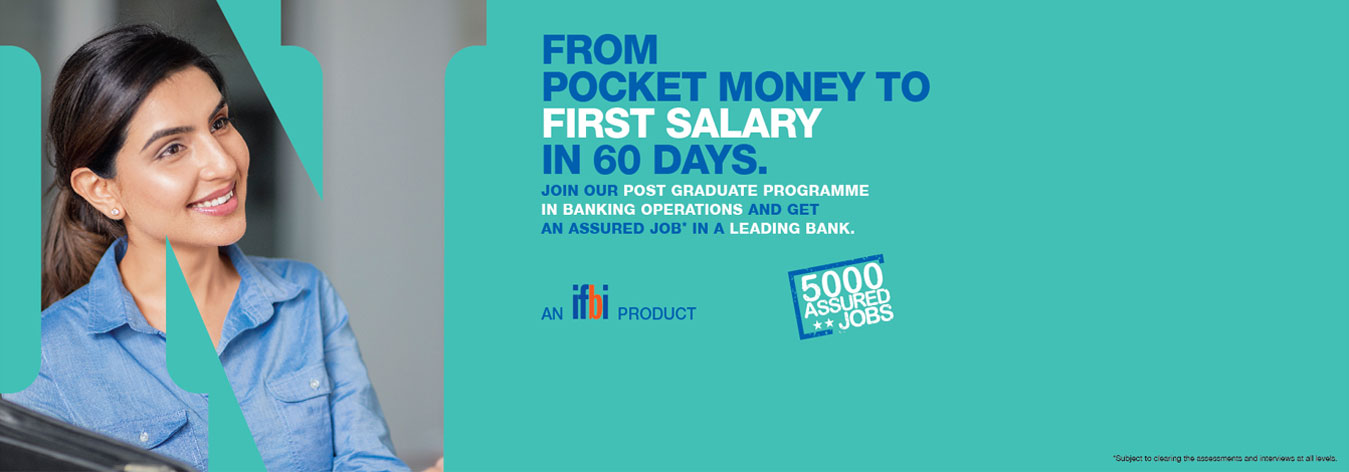 FROM
POCKET MONEY TO
FIRST SALARY
IN 60 DAYS.
JOIN OUR POST GRADUATE PROGRAMME
IN BANKING OPERATIONS AND GET
AN ASSURED JOB* IN A LEADING BANK.
AN ifbi PRODUCT
5000
ASSURED
JOBS
*Subject to clearing the assessments and interviews at all levels.